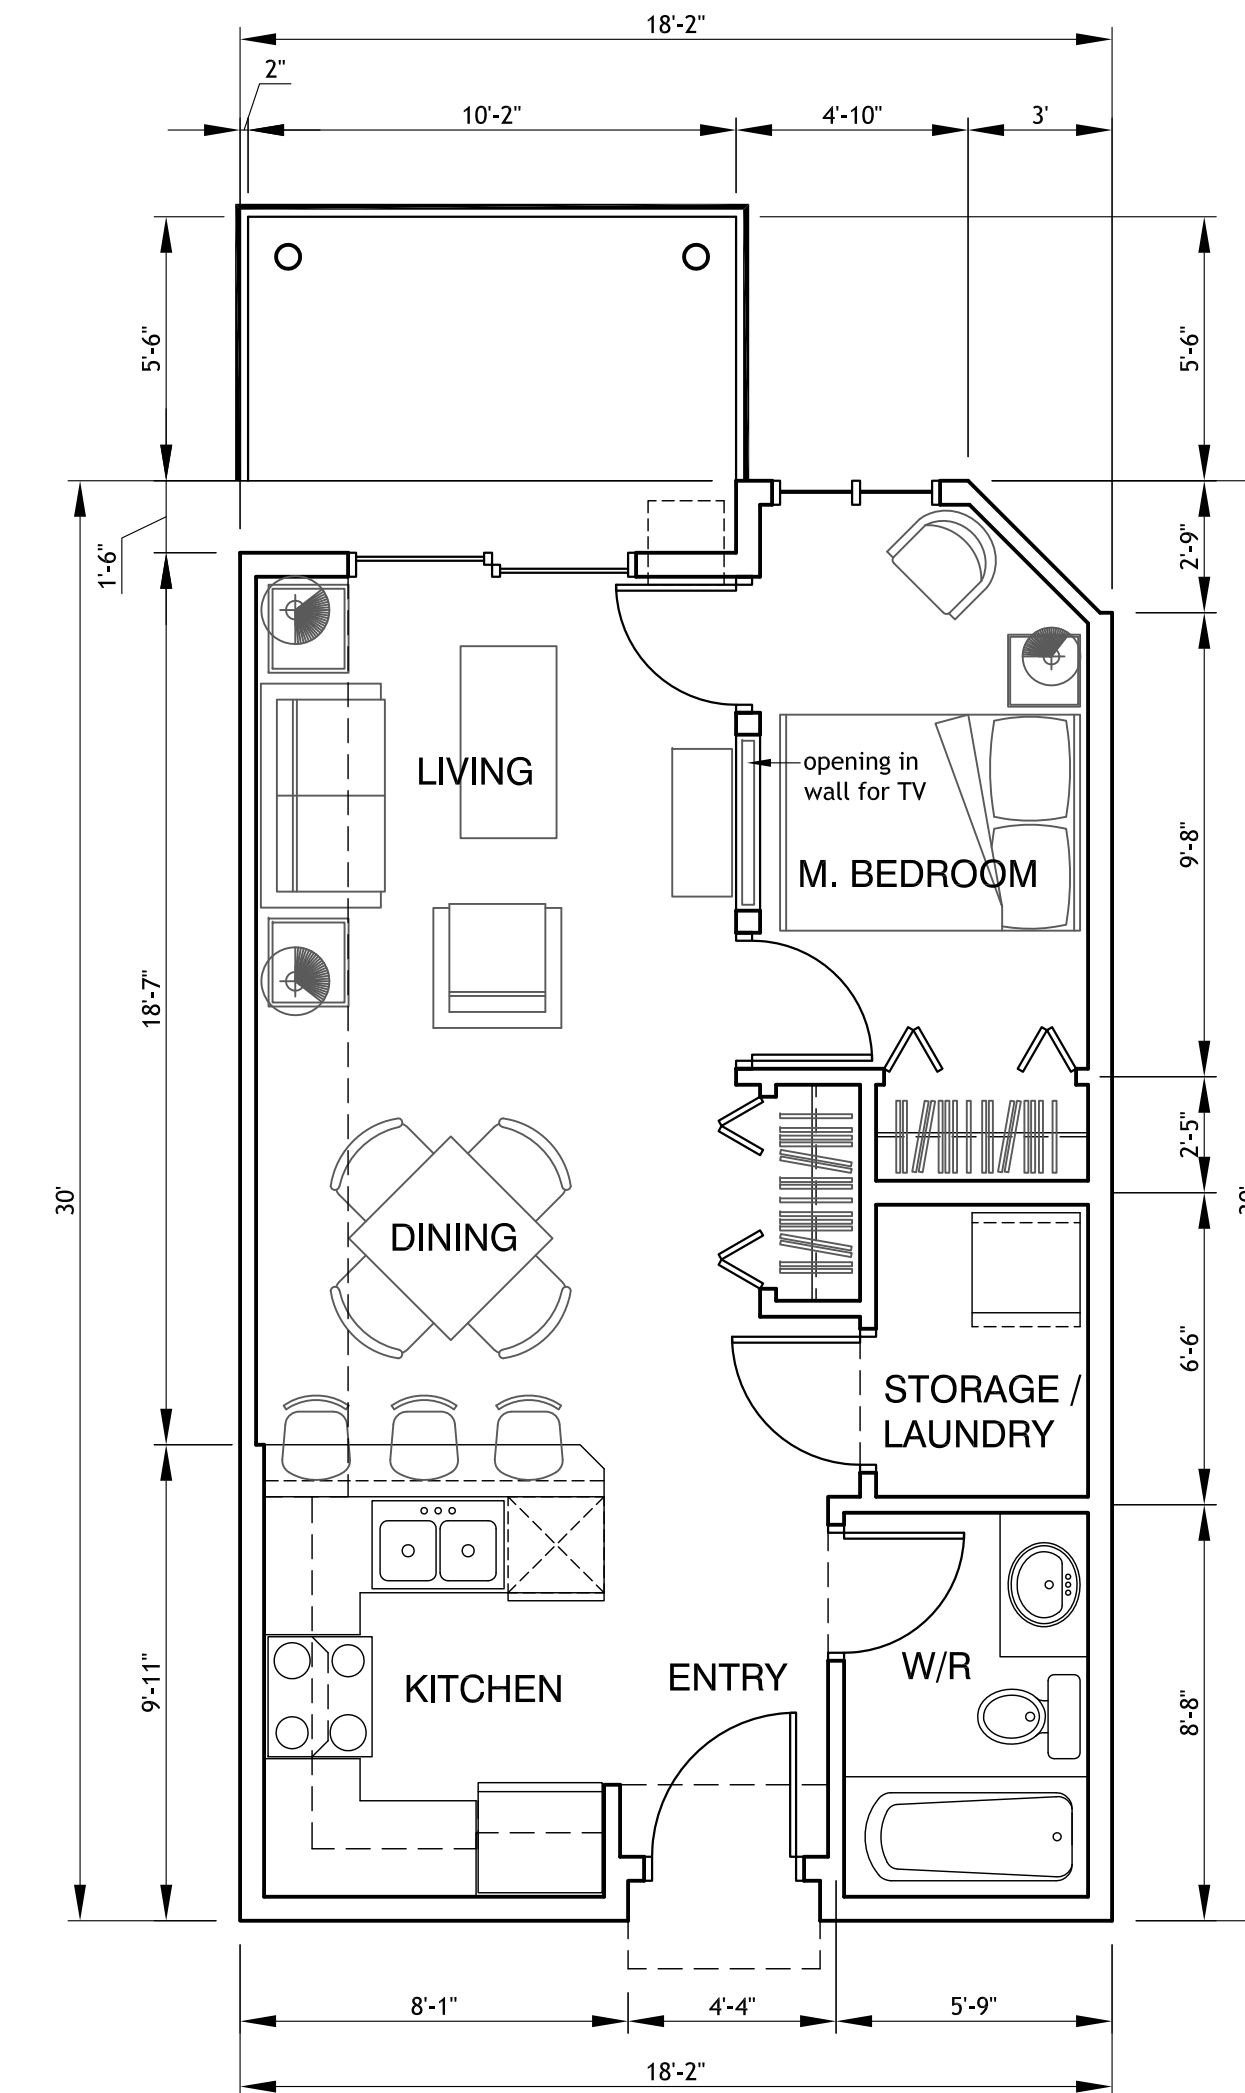 18'-2"
2"
10'-2"
4'-10"
3'
5'-6"
5'-6"
1'-6"
2'-9"
opening in
wall for TV
LIVING
M. BEDROOM
9'-8"
18'-7"
2'-5"
30'
DINING
6'-6"
STORAGE /
LAUNDRY
9'-11"
KITCHEN
ENTRY
W/R
8'-8"
8'-1"
4'-4"
5'-9"
18'-2"